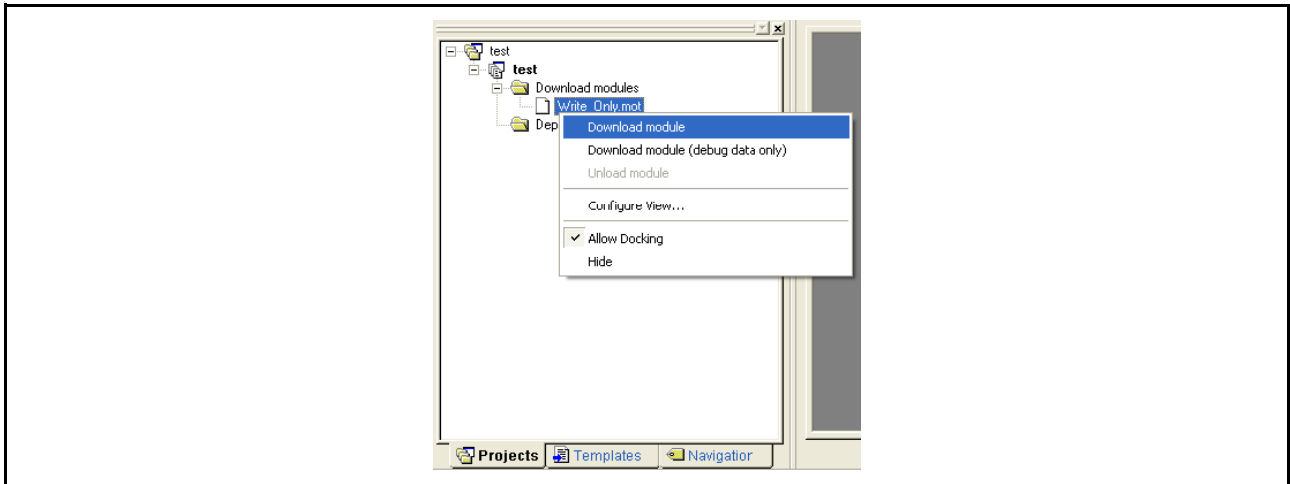 test
test
Download modules
Write_Only.mot
Dep
Download module
Download module (debug data only)
Unload module
Configure View...
Allow Docking
Hide
Projects Templates Navigatior